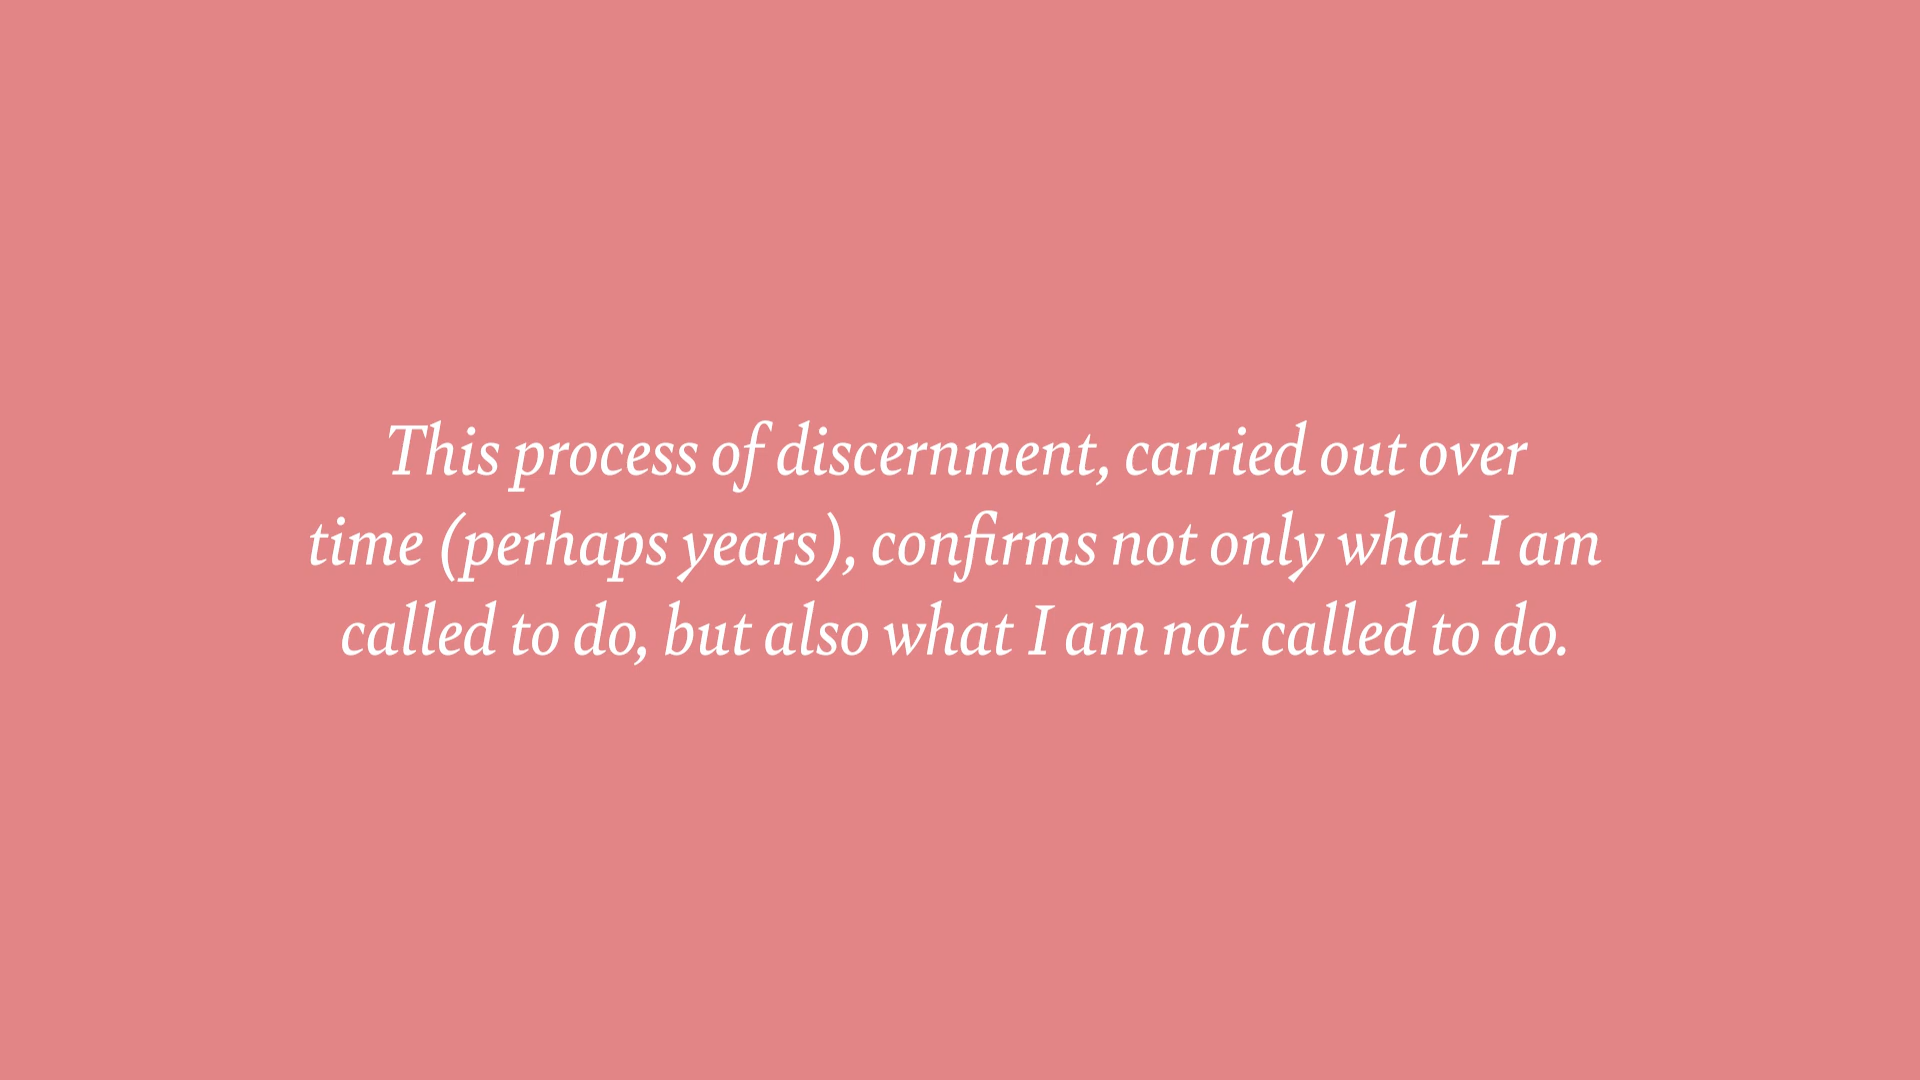 This process of discernment, carried out over
time (perhaps years), confirms not only what I am
called to do, but also what I am not called to do.